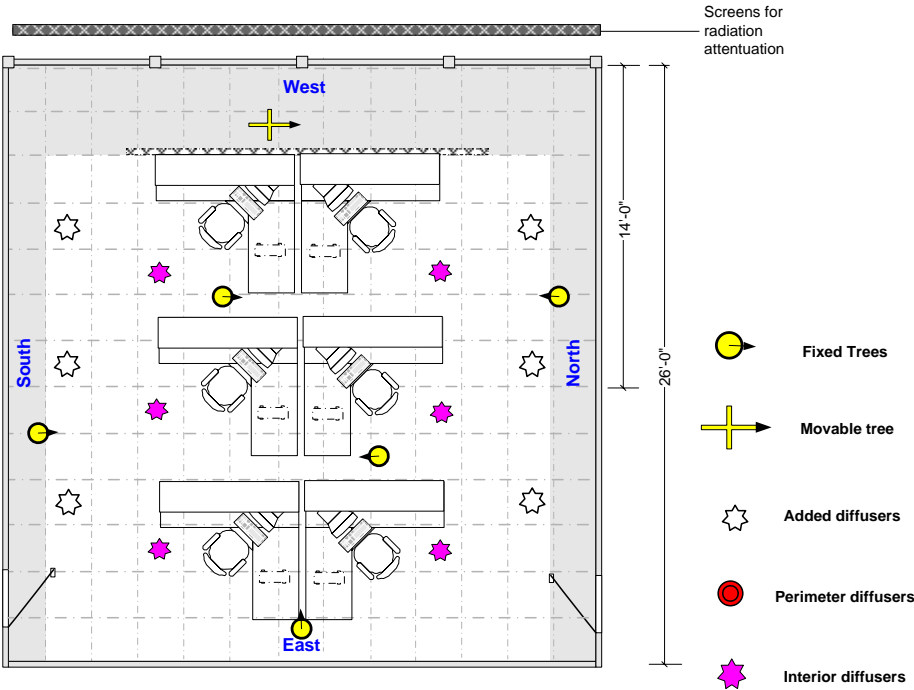 Screens for
radiation
attentuation
West
14'-0"
26'-0"
South
North
Fixed Trees
Movable tree
Added diffusers
Perimeter diffusers
East
Interior diffusers